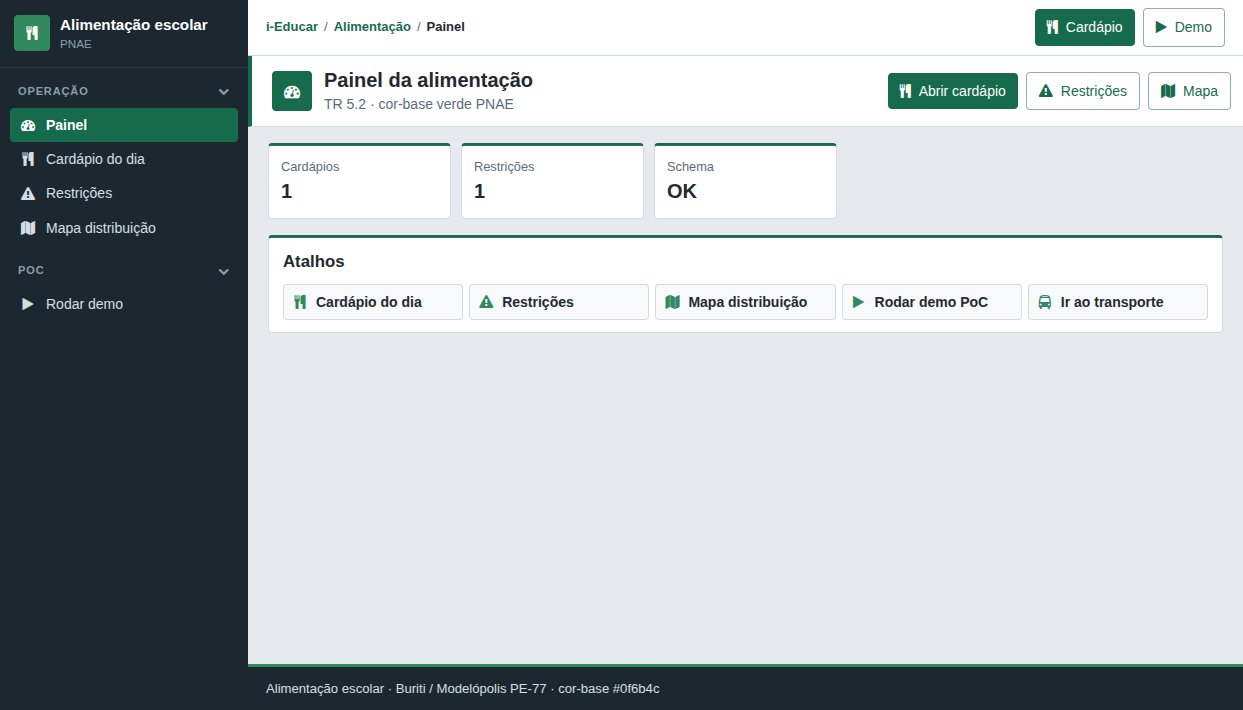 Alimentação escolar
PNAE
OPERAÇÃO
Painel
Cardápio do dia
Restrições
Mapa distribuição
POC
Rodar demo
i-Educar / Alimentação / Painel
Cardápio
Demo
Painel da alimentação
TR 5.2 · cor-base verde PNAE
Abrir cardápio
Restrições
Mapa
Cardápios
1
Restrições
1
Schema
OK
Atalhos
Cardápio do dia
Restrições
Mapa distribuição
Rodar demo PoC
Ir ao transporte
Alimentação escolar · Buriti / Modelópolis PE-77 · cor-base #0f6b4c